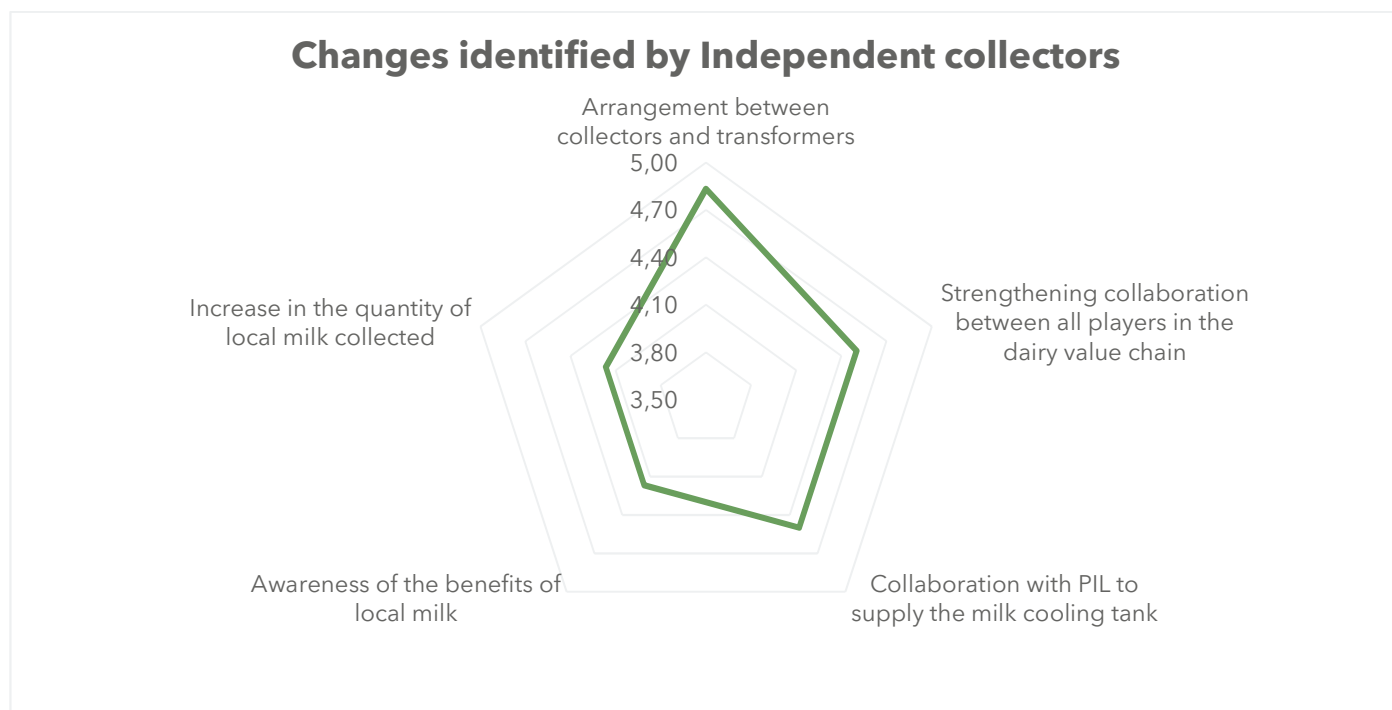 Changes identified by Independent collectors
Arrangement between
collectors and transformers
5,00
4,70
4,40
4,10
3,80
3,50
Strengthening collaboration
between all players in the
dairy value chain
Collaboration with PIL to
supply the milk cooling tank
Awareness of the benefits of
local milk
Increase in the quantity of
local milk collected